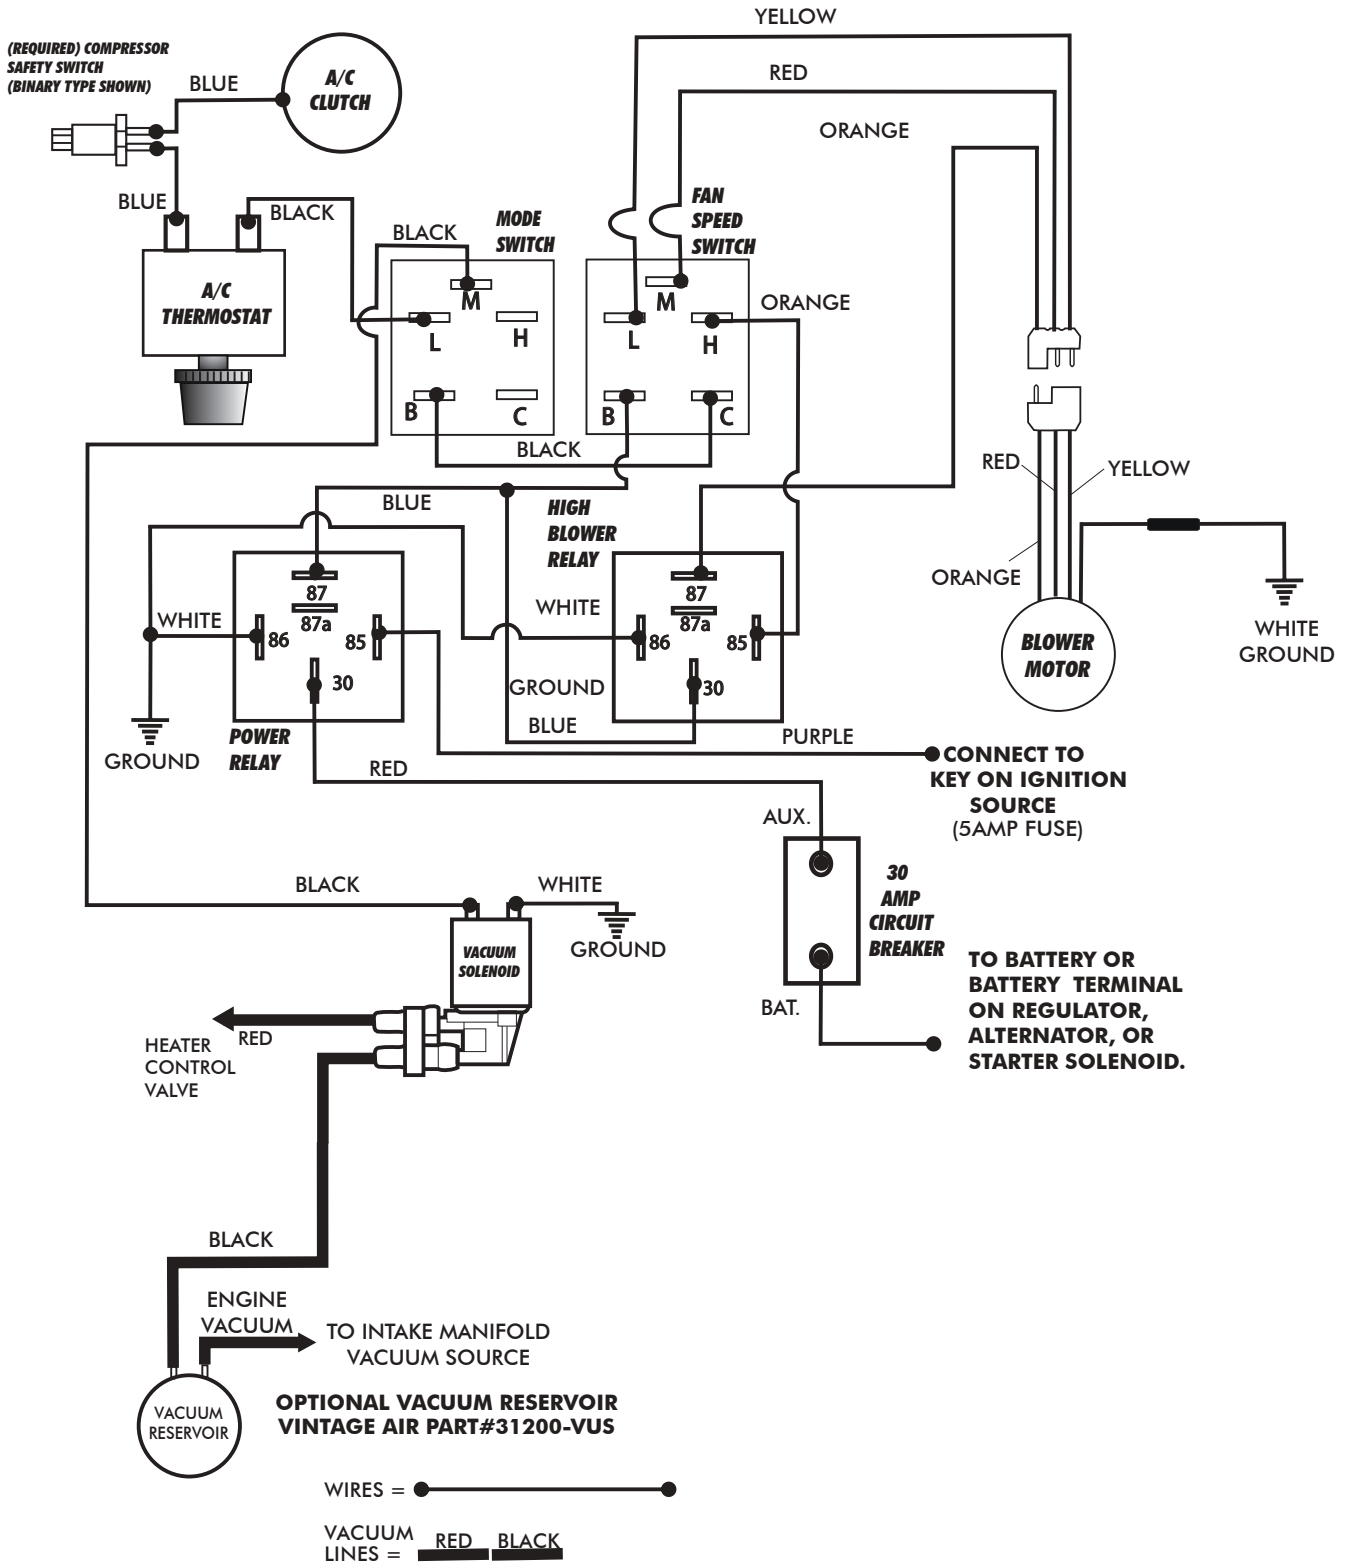 YELLOW
(REQUIRED) COMPRESSOR
SAFETY SWITCH
(BINARY TYPE SHOWN)
BLUE
A/C
CLUTCH
RED
ORANGE
BLUE
BLACK
MODE
SWITCH
FAN
SPEED
SWITCH
BLACK
A/C
THERMOSTAT
M
L
H
B
C
M
L
H
B
C
ORANGE
BLACK
RED
YELLOW
BLUE
HIGH
BLOWER
RELAY
ORANGE
WHITE
87
87a
86
85
30
WHITE
87
87a
86
85
30
BLOWER
MOTOR
WHITE
GROUND
GROUND
GROUND
POWER
RELAY
BLUE
PURPLE
CONNECT TO
KEY ON IGNITION
SOURCE
(5AMP FUSE)
RED
AUX.
30
AMP
CIRCUIT
BREAKER
BLACK
WHITE
VACUUM
SOLENOID
GROUND
BAT.
TO BATTERY OR
BATTERY TERMINAL
ON REGULATOR,
ALTERNATOR, OR
STARTER SOLENOID.
RED
HEATER
CONTROL
VALVE
BLACK
ENGINE
VACUUM
TO INTAKE MANIFOLD
VACUUM SOURCE
VACUUM
RESERVOIR
OPTIONAL VACUUM RESERVOIR
VINTAGE AIR PART#31200-VUS
WIRES =
VACUUM
LINES =
RED
BLACK